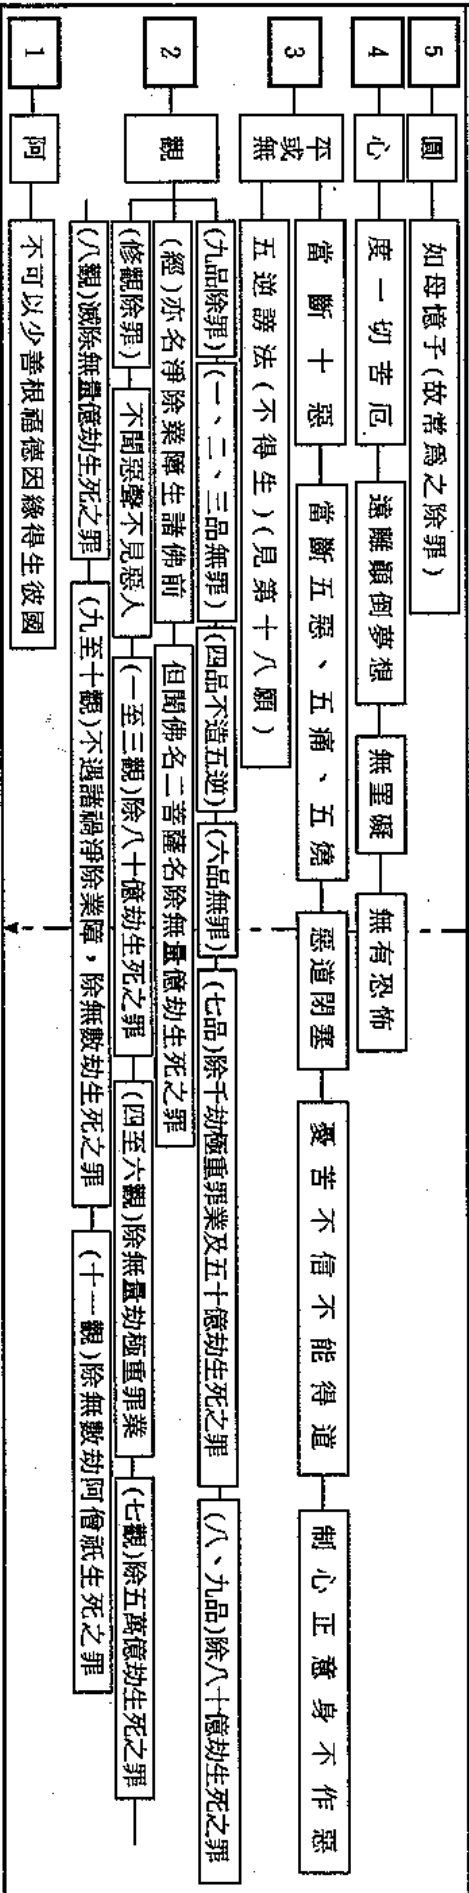 5 圓 如母憶子(故常爲之除罪)
4 心 度一切苦厄 遠離顚倒夢想 無罣礙 無有恐怖
3 平或無 當斷十惡 當斷五惡、五痛、五燒 惡道閉塞 憂苦不信不能得道 制心正意身不作惡
五逆謗法(不得生)(見第十八願)
2 觀 (九品除罪) (一、二、三品無罪) (四品不造五逆) (六品無罪) (七品)除千劫極重罪業及五十億劫生死之罪 (八、九品)除八十億劫生死之罪
(經)亦名淨除業障生諸佛前 但聞佛名二菩薩名除無量億劫生死之罪
(修觀除罪) 不聞惡聲不見惡人 (一至三觀)除八十億劫生死之罪 (四至六觀)除無量劫極重罪業 (七觀)除五萬億劫生死之罪
(八觀)滅除無量億劫生死之罪 (九至十觀)不遇諸禍淨除業障，除無數劫生死之罪 (十一觀)除無數劫阿僧祇生死之罪
1 阿 不可以少善根福德因緣得生彼國